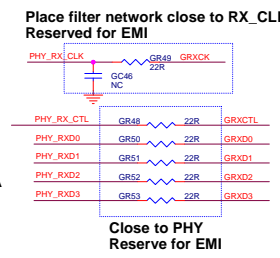 Place filter network close to RX_CL
Reserved for EMI
PHY_RX_CLK GR49 GRXCK
22R
GC46
NC
PHY_RX_CTL GR48 22R GRXCTL
PHY_RXD0 GR50 22R GRXD0
PHY_RXD1 GR51 22R GRXD1
PHY_RXD2 GR52 22R GRXD2
PHY_RXD3 GR53 22R GRXD3
Close to PHY
Reserve for EMI